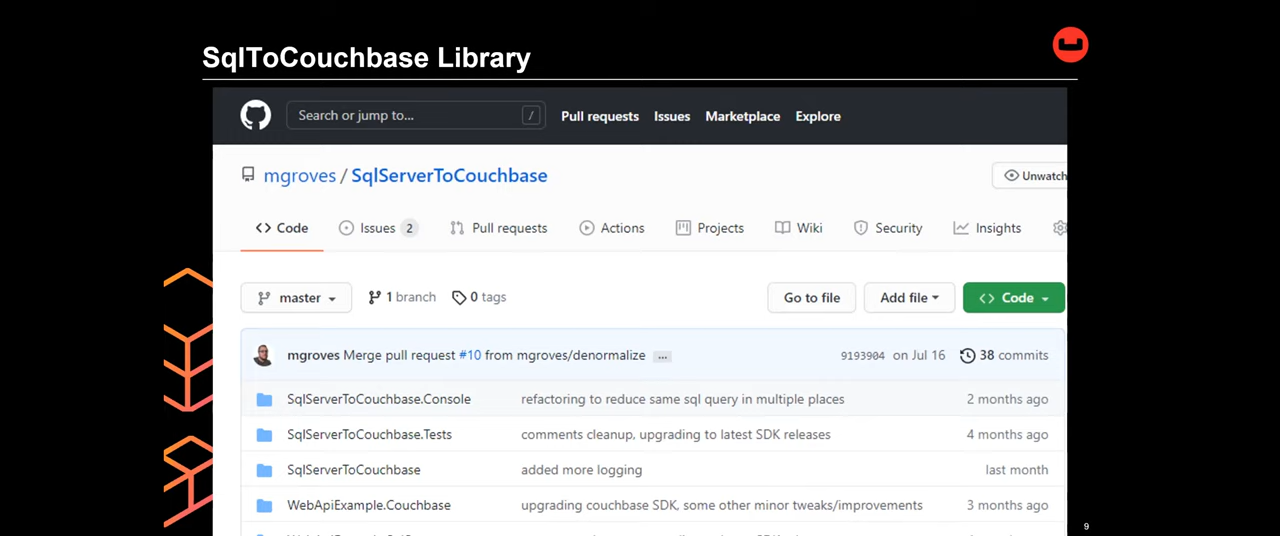 SqlToCouchbase Library
Search or jump to... /
Pull requests Issues Marketplace Explore
mgroves / SqlServerToCouchbase
Unwatch
Code Issues 2 Pull requests Actions Projects Wiki Security Insights
master 1 branch 0 tags Go to file Add file Code
mgroves Merge pull request #10 from mgroves/denormalize ... 9193904 on Jul 16 38 commits
SqlServerToCouchbase.Console refactoring to reduce same sql query in multiple places 2 months ago
SqlServerToCouchbase.Tests comments cleanup, upgrading to latest SDK releases 4 months ago
SqlServerToCouchbase added more logging last month
WebApiExample.Couchbase upgrading couchbase SDK, some other minor tweaks/improvements 3 months ago
9